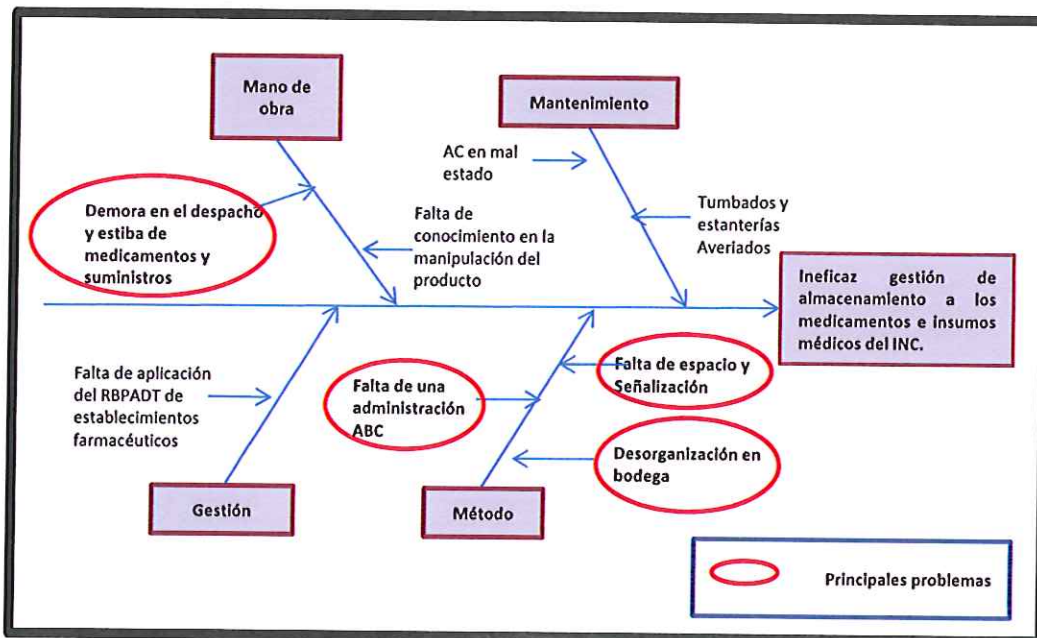 Mano de
obra
Mantenimiento
AC en mal
estado
Demora en el despacho
y estiba de
medicamentos y
suministros
Falta de
conocimiento en la
manipulación del
producto
Tumbados y
estanterías
Averiados
Ineficaz gestión de
almacenamiento a los
medicamentos e insumos
médicos del INC.
Falta de aplicación
del RBPADT de
establecimientos
farmacéuticos
Falta de una
administración
ABC
Falta de espacio y
Señalización
Desorganización en
bodega
Gestión
Método
Principales problemas